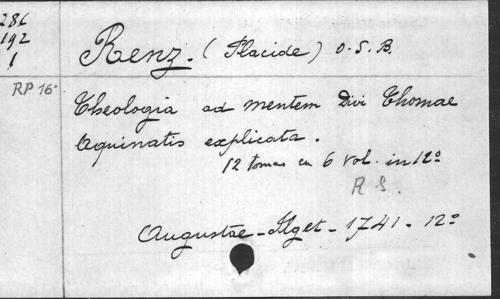 286
192
1
Renz. (Placide) O.S.B.
RP 16°
Theologia ad mentem Divi Thomae
Aquinatis explicata.
12 tomes en 6 vol. in 12°
R S.
Augustae - Ilget - 1741 - 12°